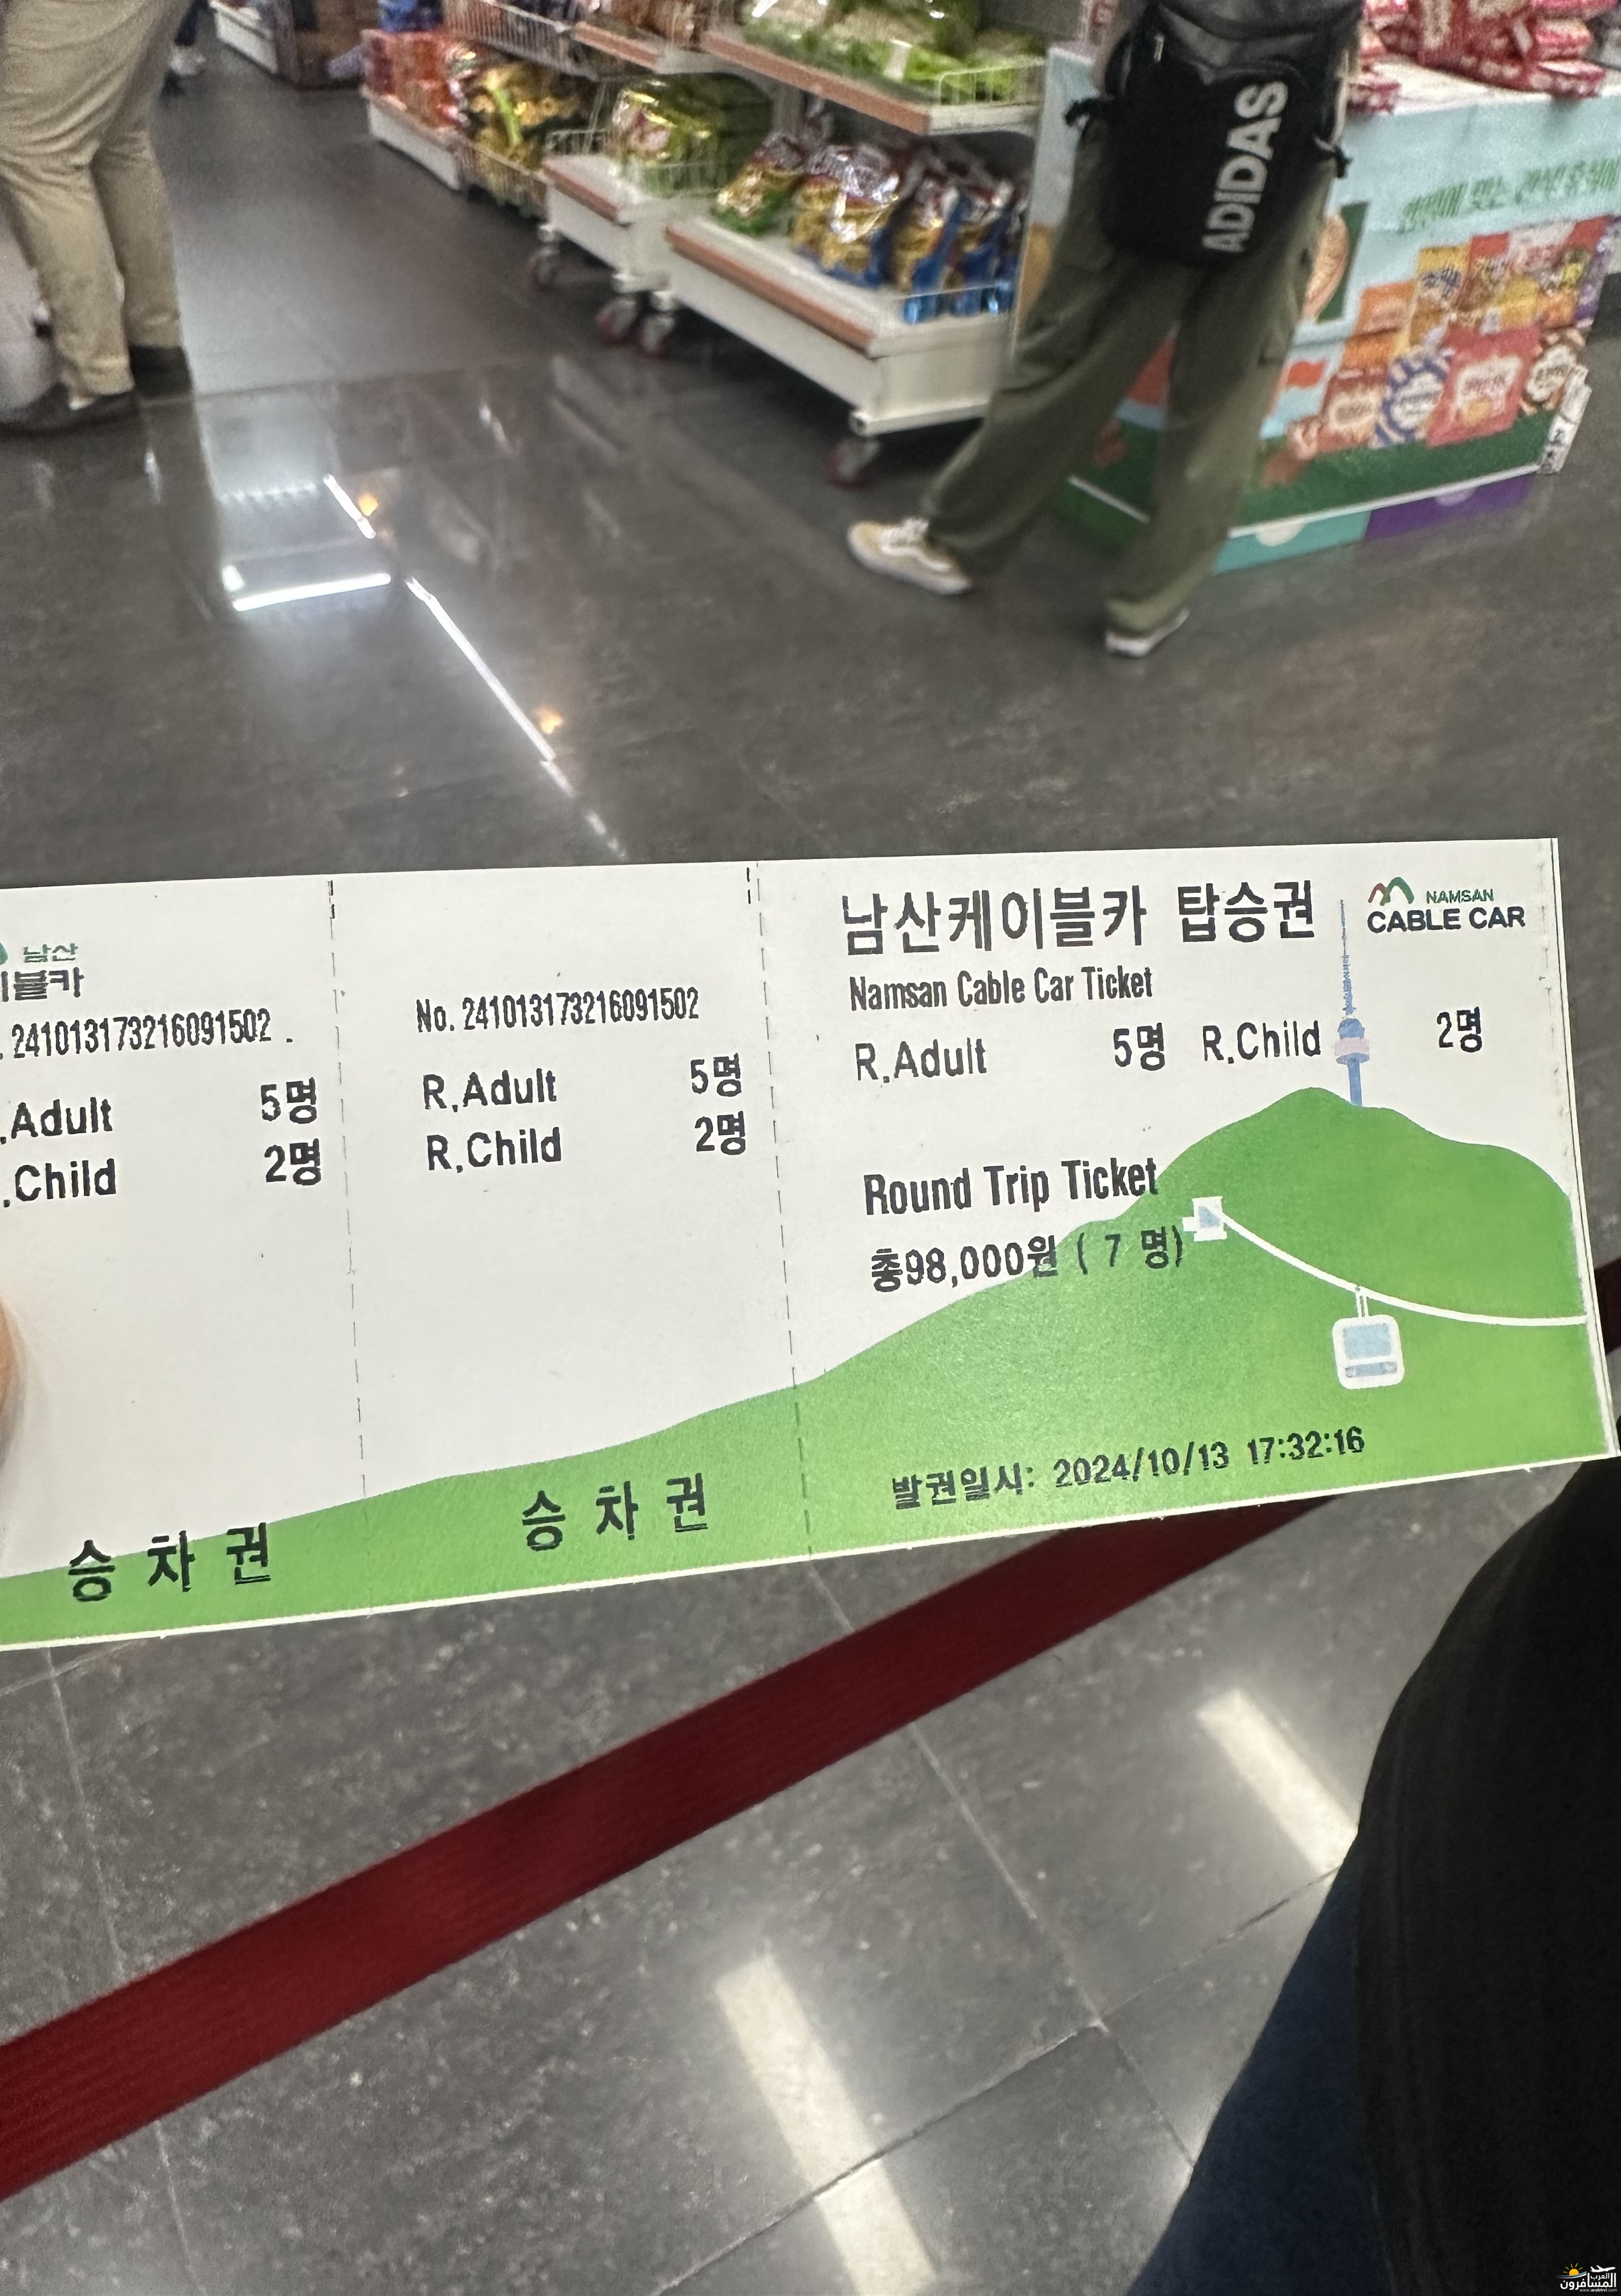 ADIDAS
남산
이블카
. 241013173216091502 .
.Adult 5명
.Child 2명
승 차 권
No. 241013173216091502
R.Adult 5명
R.Child 2명
승 차 권
남산케이블카 탑승권
NAMSAN
CABLE CAR
Namsan Cable Car Ticket
R.Adult 5명 R.Child 2명
Round Trip Ticket
총98,000원 ( 7 명)
발권일시: 2024/10/13 17:32:16
العرب
المسافرون